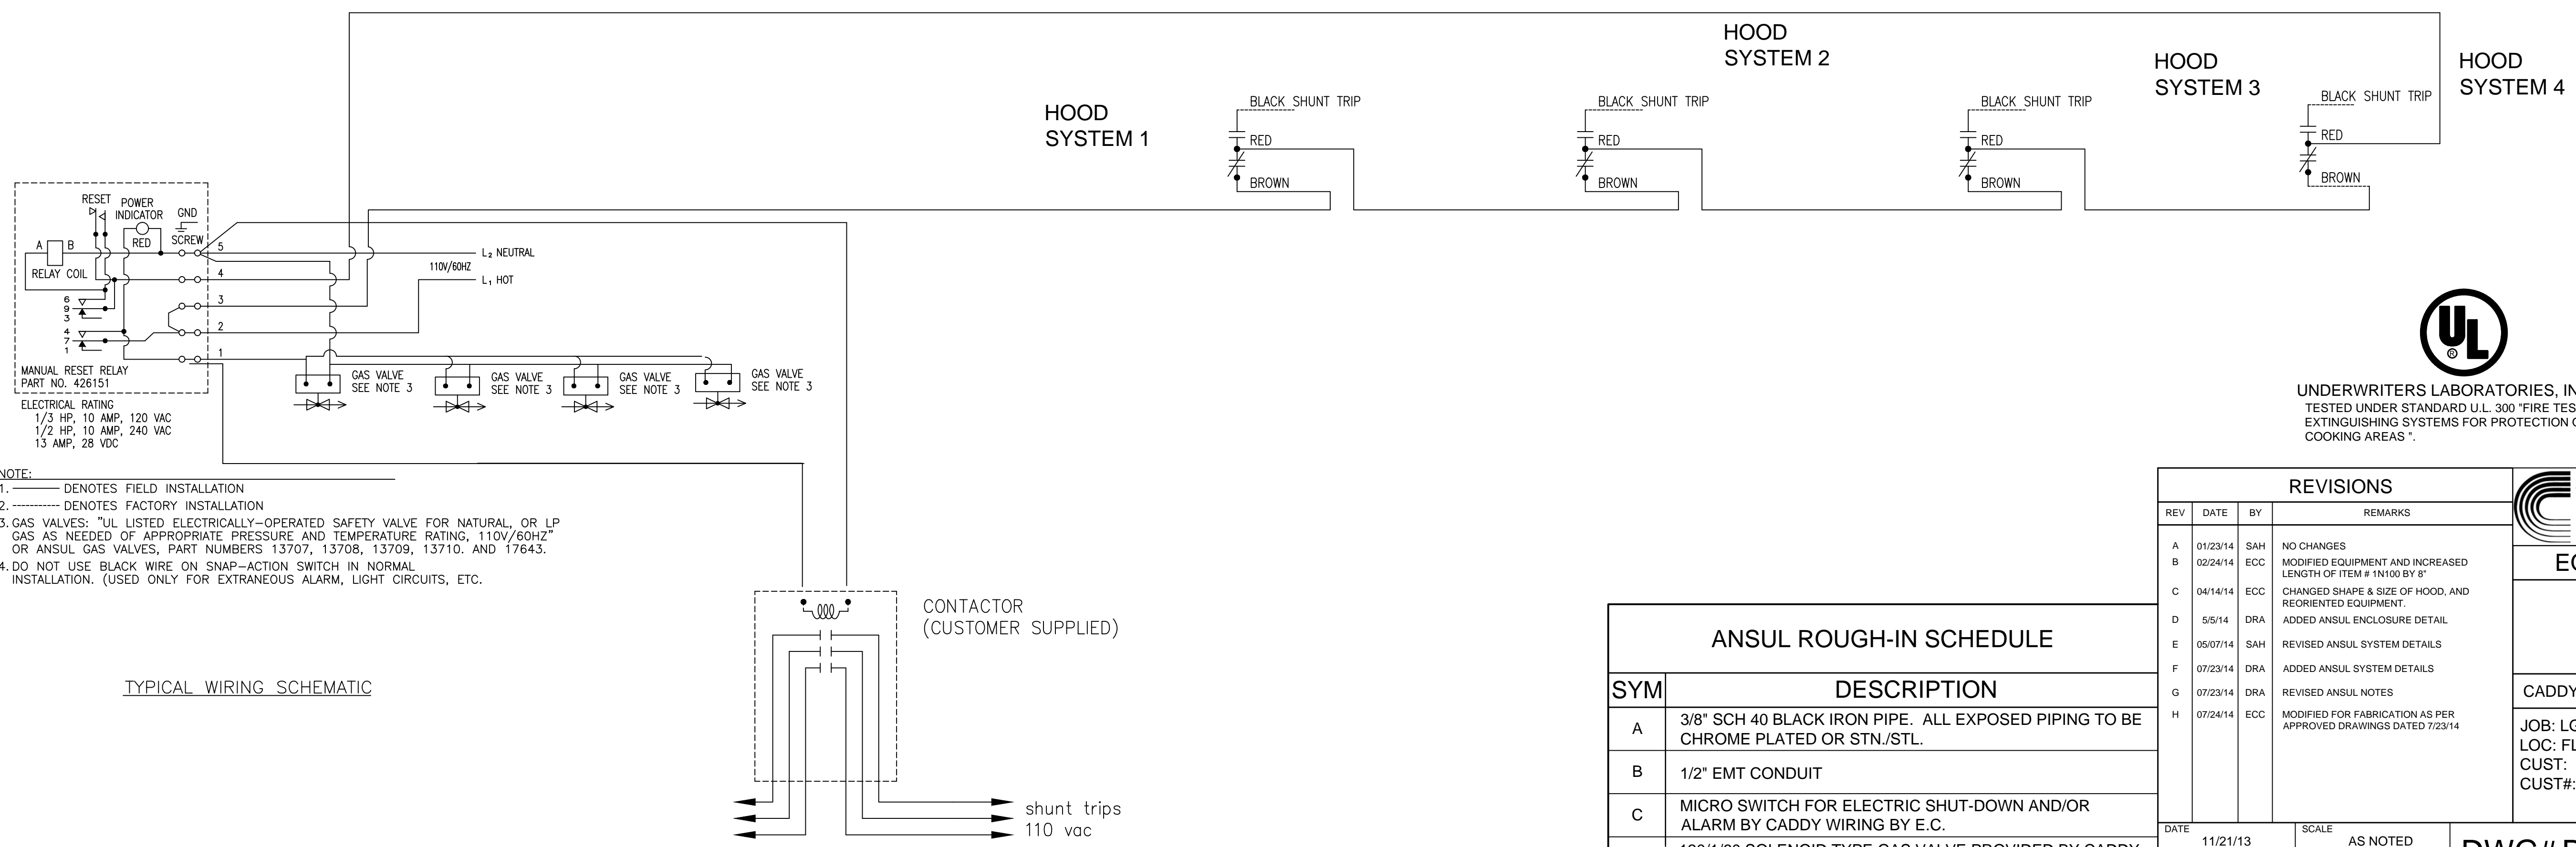 HOOD
SYSTEM 1
HOOD
SYSTEM 2
HOOD
SYSTEM 3
HOOD
SYSTEM 4
BLACK SHUNT TRIP
RED
BROWN
BLACK SHUNT TRIP
RED
BROWN
BLACK SHUNT TRIP
RED
BROWN
BLACK SHUNT TRIP
RED
BROWN
RESET
POWER
INDICATOR
GND
RED
SCREW
A
B
RELAY COIL
5
4
3
2
1
6
9
3
4
7
1
L₂ NEUTRAL
110V/60HZ
L₁ HOT
MANUAL RESET RELAY
PART NO. 426151
ELECTRICAL RATING
1/3 HP, 10 AMP, 120 VAC
1/2 HP, 10 AMP, 240 VAC
13 AMP, 28 VDC
GAS VALVE
SEE NOTE 3
GAS VALVE
SEE NOTE 3
GAS VALVE
SEE NOTE 3
GAS VALVE
SEE NOTE 3
NOTE:
1. DENOTES FIELD INSTALLATION
2. ----------- DENOTES FACTORY INSTALLATION
3. GAS VALVES: "UL LISTED ELECTRICALLY-OPERATED SAFETY VALVE FOR NATURAL, OR LP
GAS AS NEEDED OF APPROPRIATE PRESSURE AND TEMPERATURE RATING, 110V/60HZ"
OR ANSUL GAS VALVES, PART NUMBERS 13707, 13708, 13709, 13710. AND 17643.
4. DO NOT USE BLACK WIRE ON SNAP-ACTION SWITCH IN NORMAL
INSTALLATION. (USED ONLY FOR EXTRANEOUS ALARM, LIGHT CIRCUITS, ETC.
TYPICAL WIRING SCHEMATIC
CONTACTOR
(CUSTOMER SUPPLIED)
shunt trips
110 vac
UL
®
UNDERWRITERS LABORATORIES,
TESTED UNDER STANDARD U.L. 300 "FIRE
EXTINGUISHING SYSTEMS FOR PROTECTION
COOKING AREAS ".
ANSUL ROUGH-IN SCHEDULE
SYM
DESCRIPTION
A
3/8" SCH 40 BLACK IRON PIPE. ALL EXPOSED PIPING TO BE
CHROME PLATED OR STN./STL.
B
1/2" EMT CONDUIT
C
MICRO SWITCH FOR ELECTRIC SHUT-DOWN AND/OR
ALARM BY CADDY WIRING BY E.C.
REVISIONS
REV DATE BY REMARKS
A 01/23/14 SAH NO CHANGES
B 02/24/14 ECC MODIFIED EQUIPMENT AND INCREASED
LENGTH OF ITEM # 1N100 BY 8"
C 04/14/14 ECC CHANGED SHAPE & SIZE OF HOOD, AND
REORIENTED EQUIPMENT.
D 5/5/14 DRA ADDED ANSUL ENCLOSURE DETAIL
E 05/07/14 SAH REVISED ANSUL SYSTEM DETAILS
F 07/23/14 DRA ADDED ANSUL SYSTEM DETAILS
G 07/23/14 DRA REVISED ANSUL NOTES
H 07/24/14 ECC MODIFIED FOR FABRICATION AS PER
APPROVED DRAWINGS DATED 7/23/14
CADDY
JOB:
LOC:
CUST:
CUST#:
DATE
11/21/13
SCALE
AS NOTED